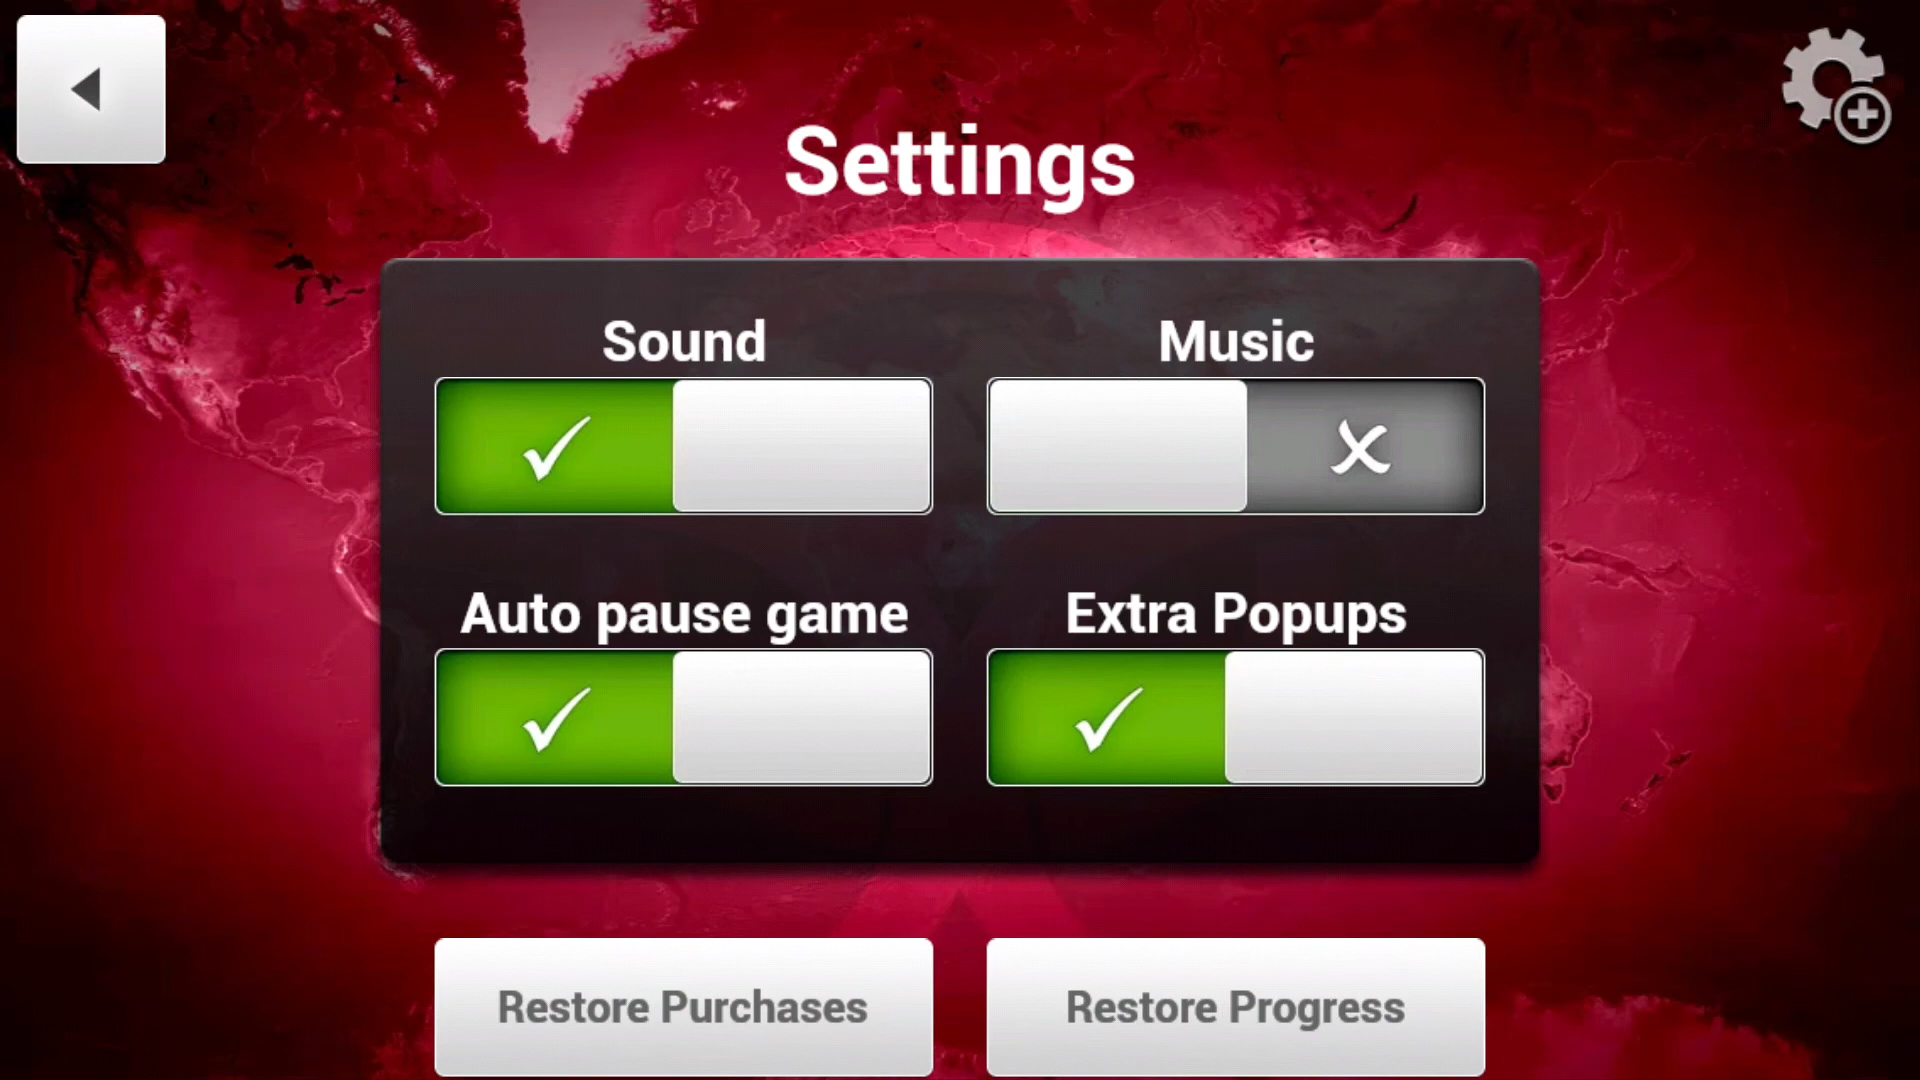 Settings
Sound
Music
Auto pause game
Extra Popups
Restore Purchases
Restore Progress